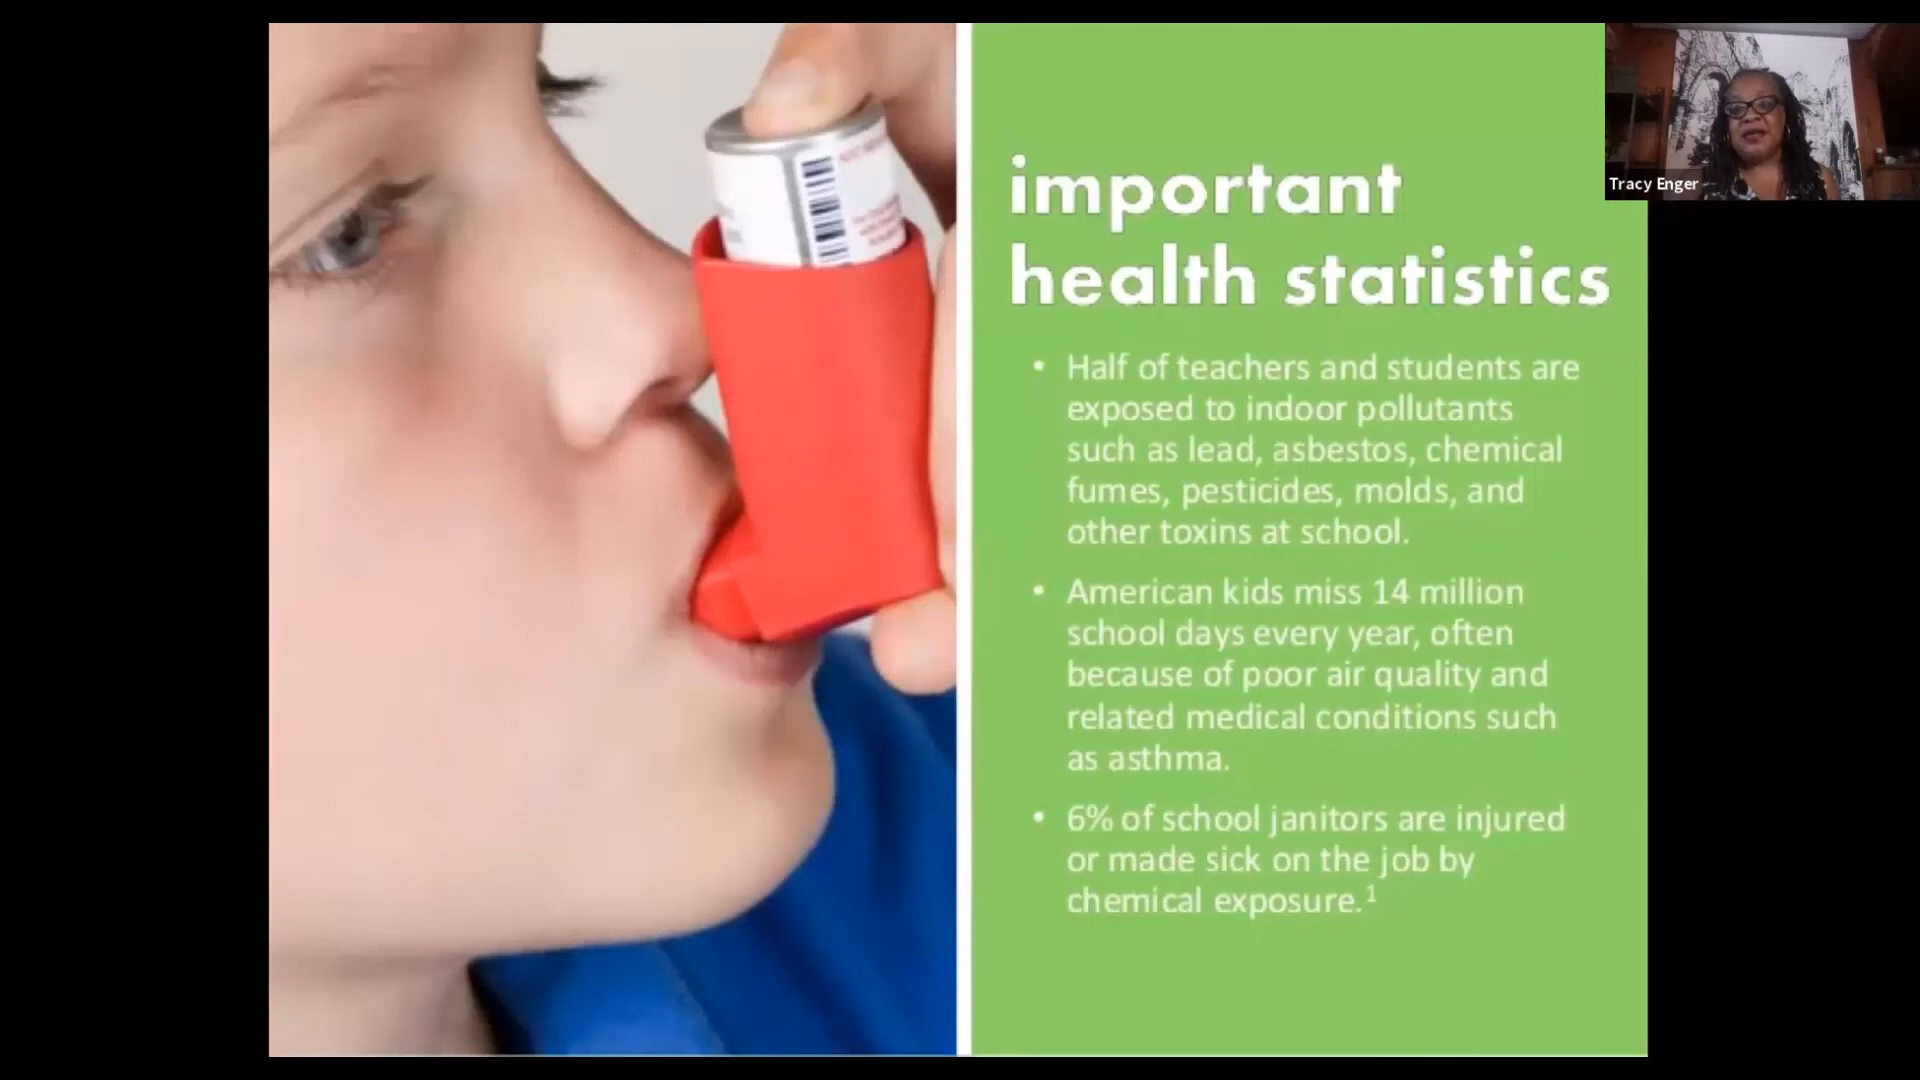 important
health statistics
• Half of teachers and students are
exposed to indoor pollutants
such as lead, asbestos, chemical
fumes, pesticides, molds, and
other toxins at school.
• American kids miss 14 million
school days every year, often
because of poor air quality and
related medical conditions such
as asthma.
• 6% of school janitors are injured
or made sick on the job by
chemical exposure.¹
Tracy Enger